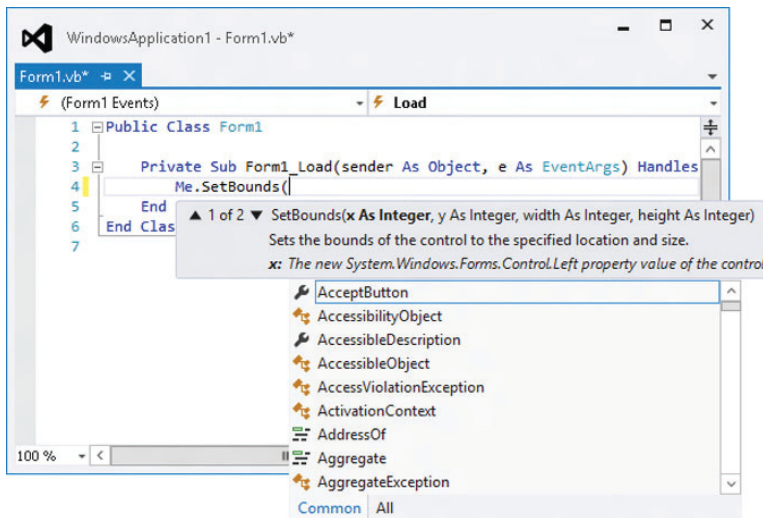 WindowsApplication1 - Form1.vb*
Form1.vb*
(Form1 Events) Load
1 Public Class Form1
2
3 Private Sub Form1_Load(sender As Object, e As EventArgs) Handles
4 Me.SetBounds(
5 End
6 End Clas
7
▲ 1 of 2 ▼ SetBounds(x As Integer, y As Integer, width As Integer, height As Integer)
Sets the bounds of the control to the specified location and size.
x: The new System.Windows.Forms.Control.Left property value of the control
AcceptButton
AccessibilityObject
AccessibleDescription
AccessibleObject
AccessViolationException
ActivationContext
AddressOf
Aggregate
AggregateException
100 %
Common All